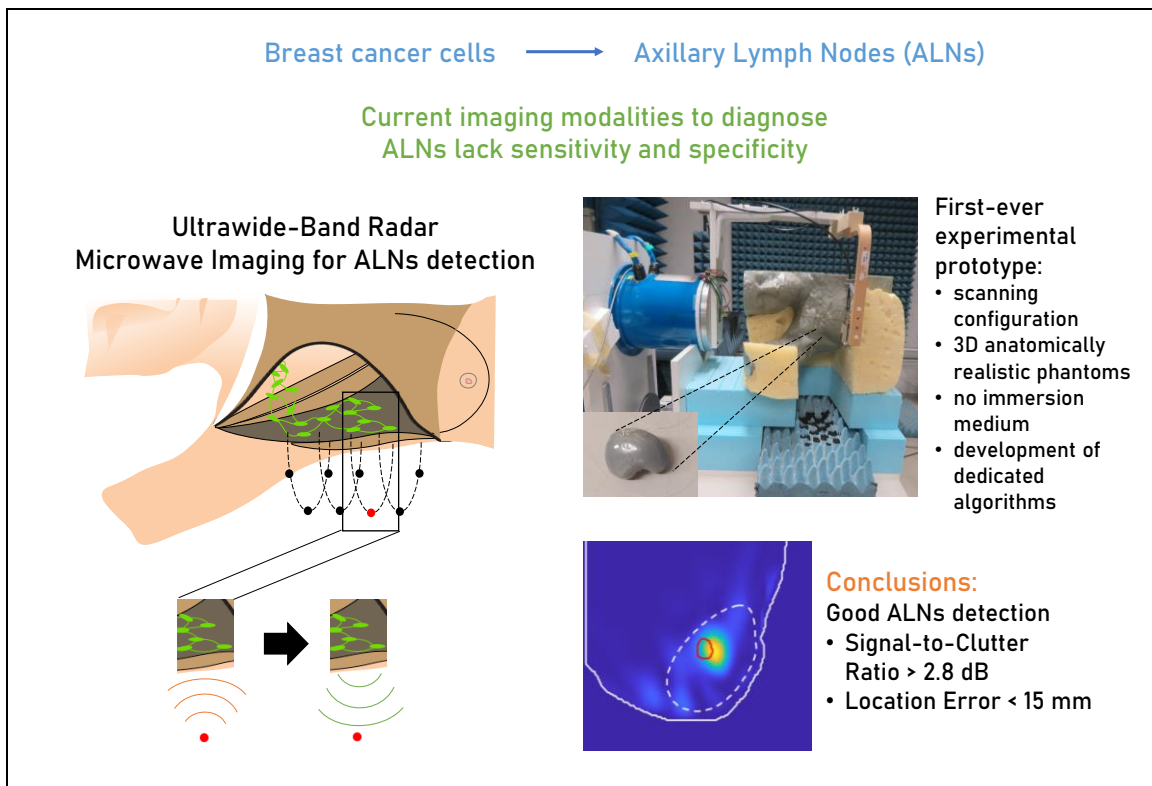 Breast cancer cells
Axillary Lymph Nodes (ALNs)
Current imaging modalities to diagnose
ALNs lack sensitivity and specificity
Ultrawide-Band Radar
Microwave Imaging for ALNs detection
First-ever
experimental
prototype:
• scanning
configuration
• 3D anatomically
realistic phantoms
• no immersion
medium
• development of
dedicated
algorithms
Conclusions:
Good ALNs detection
• Signal-to-Clutter
Ratio > 2.8 dB
• Location Error < 15 mm